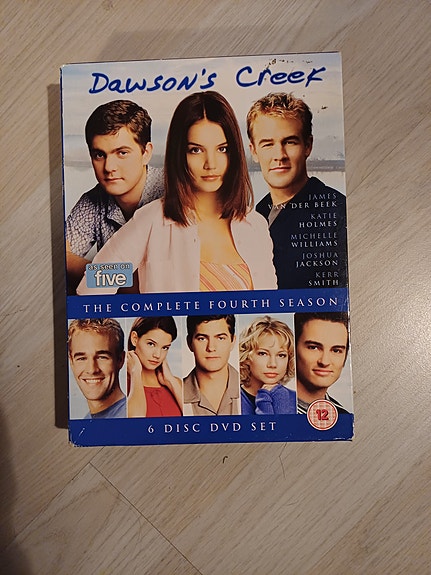 Dawson's Creek
JAMES
VAN DER BEEK
KATIE
HOLMES
MICHELLE
WILLIAMS
JOSHUA
JACKSON
KERR
SMITH
as seen on
five
THE COMPLETE FOURTH SEASON
12
6 DISC DVD SET